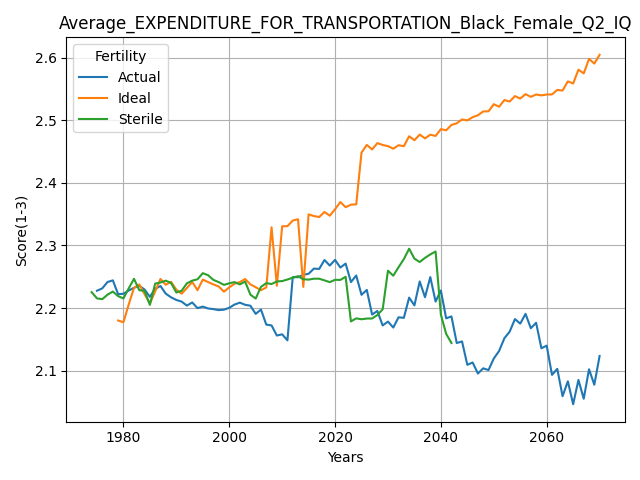 Average_EXPENDITURE_FOR_TRANSPORTATION_Black_Female_Q2_IQ
Fertility
Actual
Ideal
Sterile
Score(1-3)
2.6
2.5
2.4
2.3
2.2
2.1
1980 2000 2020 2040 2060
Years